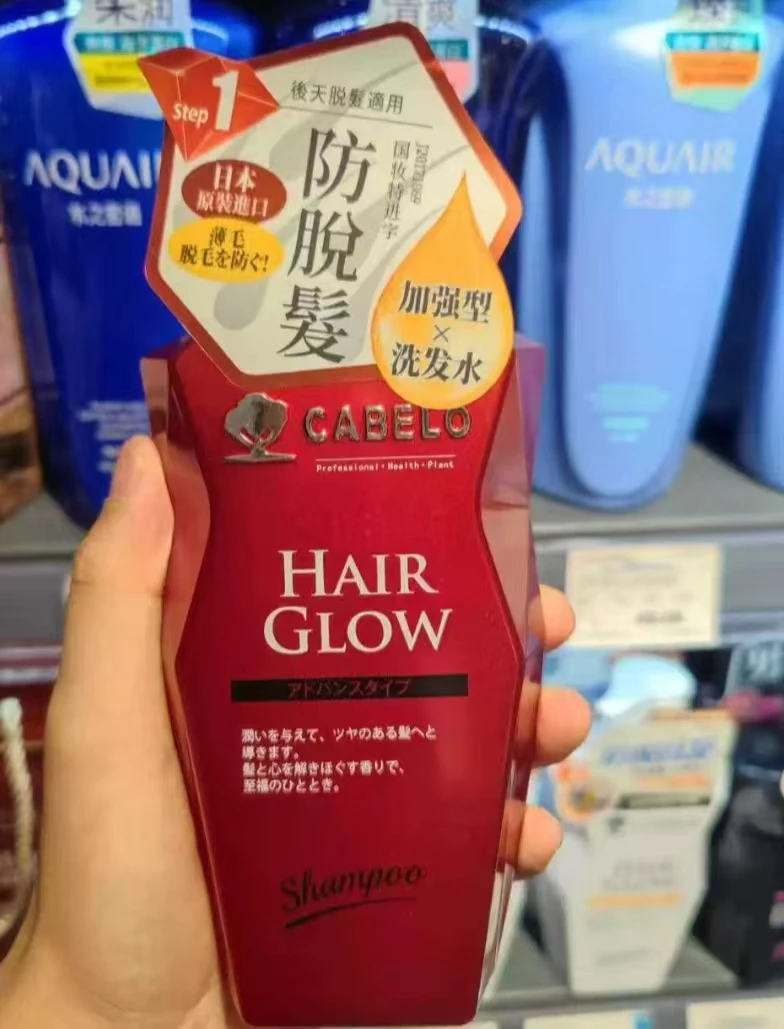 Step 1
後天脱髮適用
防脫髮
国妆特进字
J20171069
日本
原裝進口
薄毛
脱毛を防ぐ!
加强型
×
洗发水
CABELO
Professional·Health·Plant
HAIR
GLOW
アドバンスタイプ
潤いを与えて、ツヤのある髪へと
導きます。
髪と心を解きほぐす香りで、
至福のひととき。
Shampoo
AQUAIR
AQUAIR